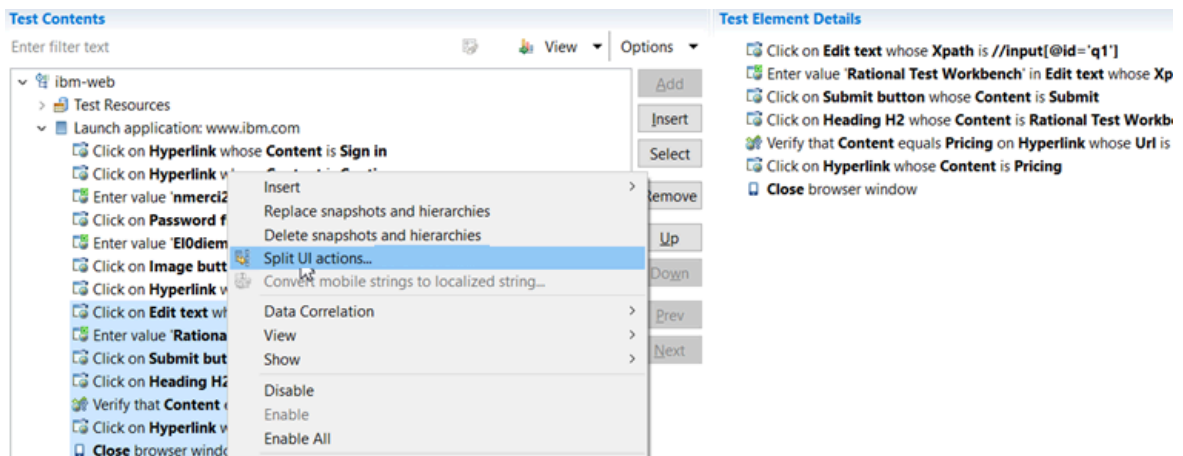 Test Contents
Enter filter text
View
Options
ibm-web
Test Resources
Launch application: www.ibm.com
Click on Hyperlink whose Content is Sign in
Click on Hyperlink
Enter value 'nmerci2
Click on Password f
Enter value 'El0diem
Click on Image butt
Click on Hyperlink w
Click on Edit text wh
Enter value 'Rationa
Click on Submit but
Click on Heading H2
Verify that Content
Click on Hyperlink w
Close browser windo
Insert
Replace snapshots and hierarchies
Delete snapshots and hierarchies
Split UI actions...
Convert mobile strings to localized string...
Data Correlation
View
Show
Disable
Enable
Enable All
Add
Insert
Select
Remove
Up
Down
Prev
Next
Test Element Details
Click on Edit text whose Xpath is //input[@id='q1']
Enter value 'Rational Test Workbench' in Edit text whose Xp
Click on Submit button whose Content is Submit
Click on Heading H2 whose Content is Rational Test Workb
Verify that Content equals Pricing on Hyperlink whose Url is
Click on Hyperlink whose Content is Pricing
Close browser window